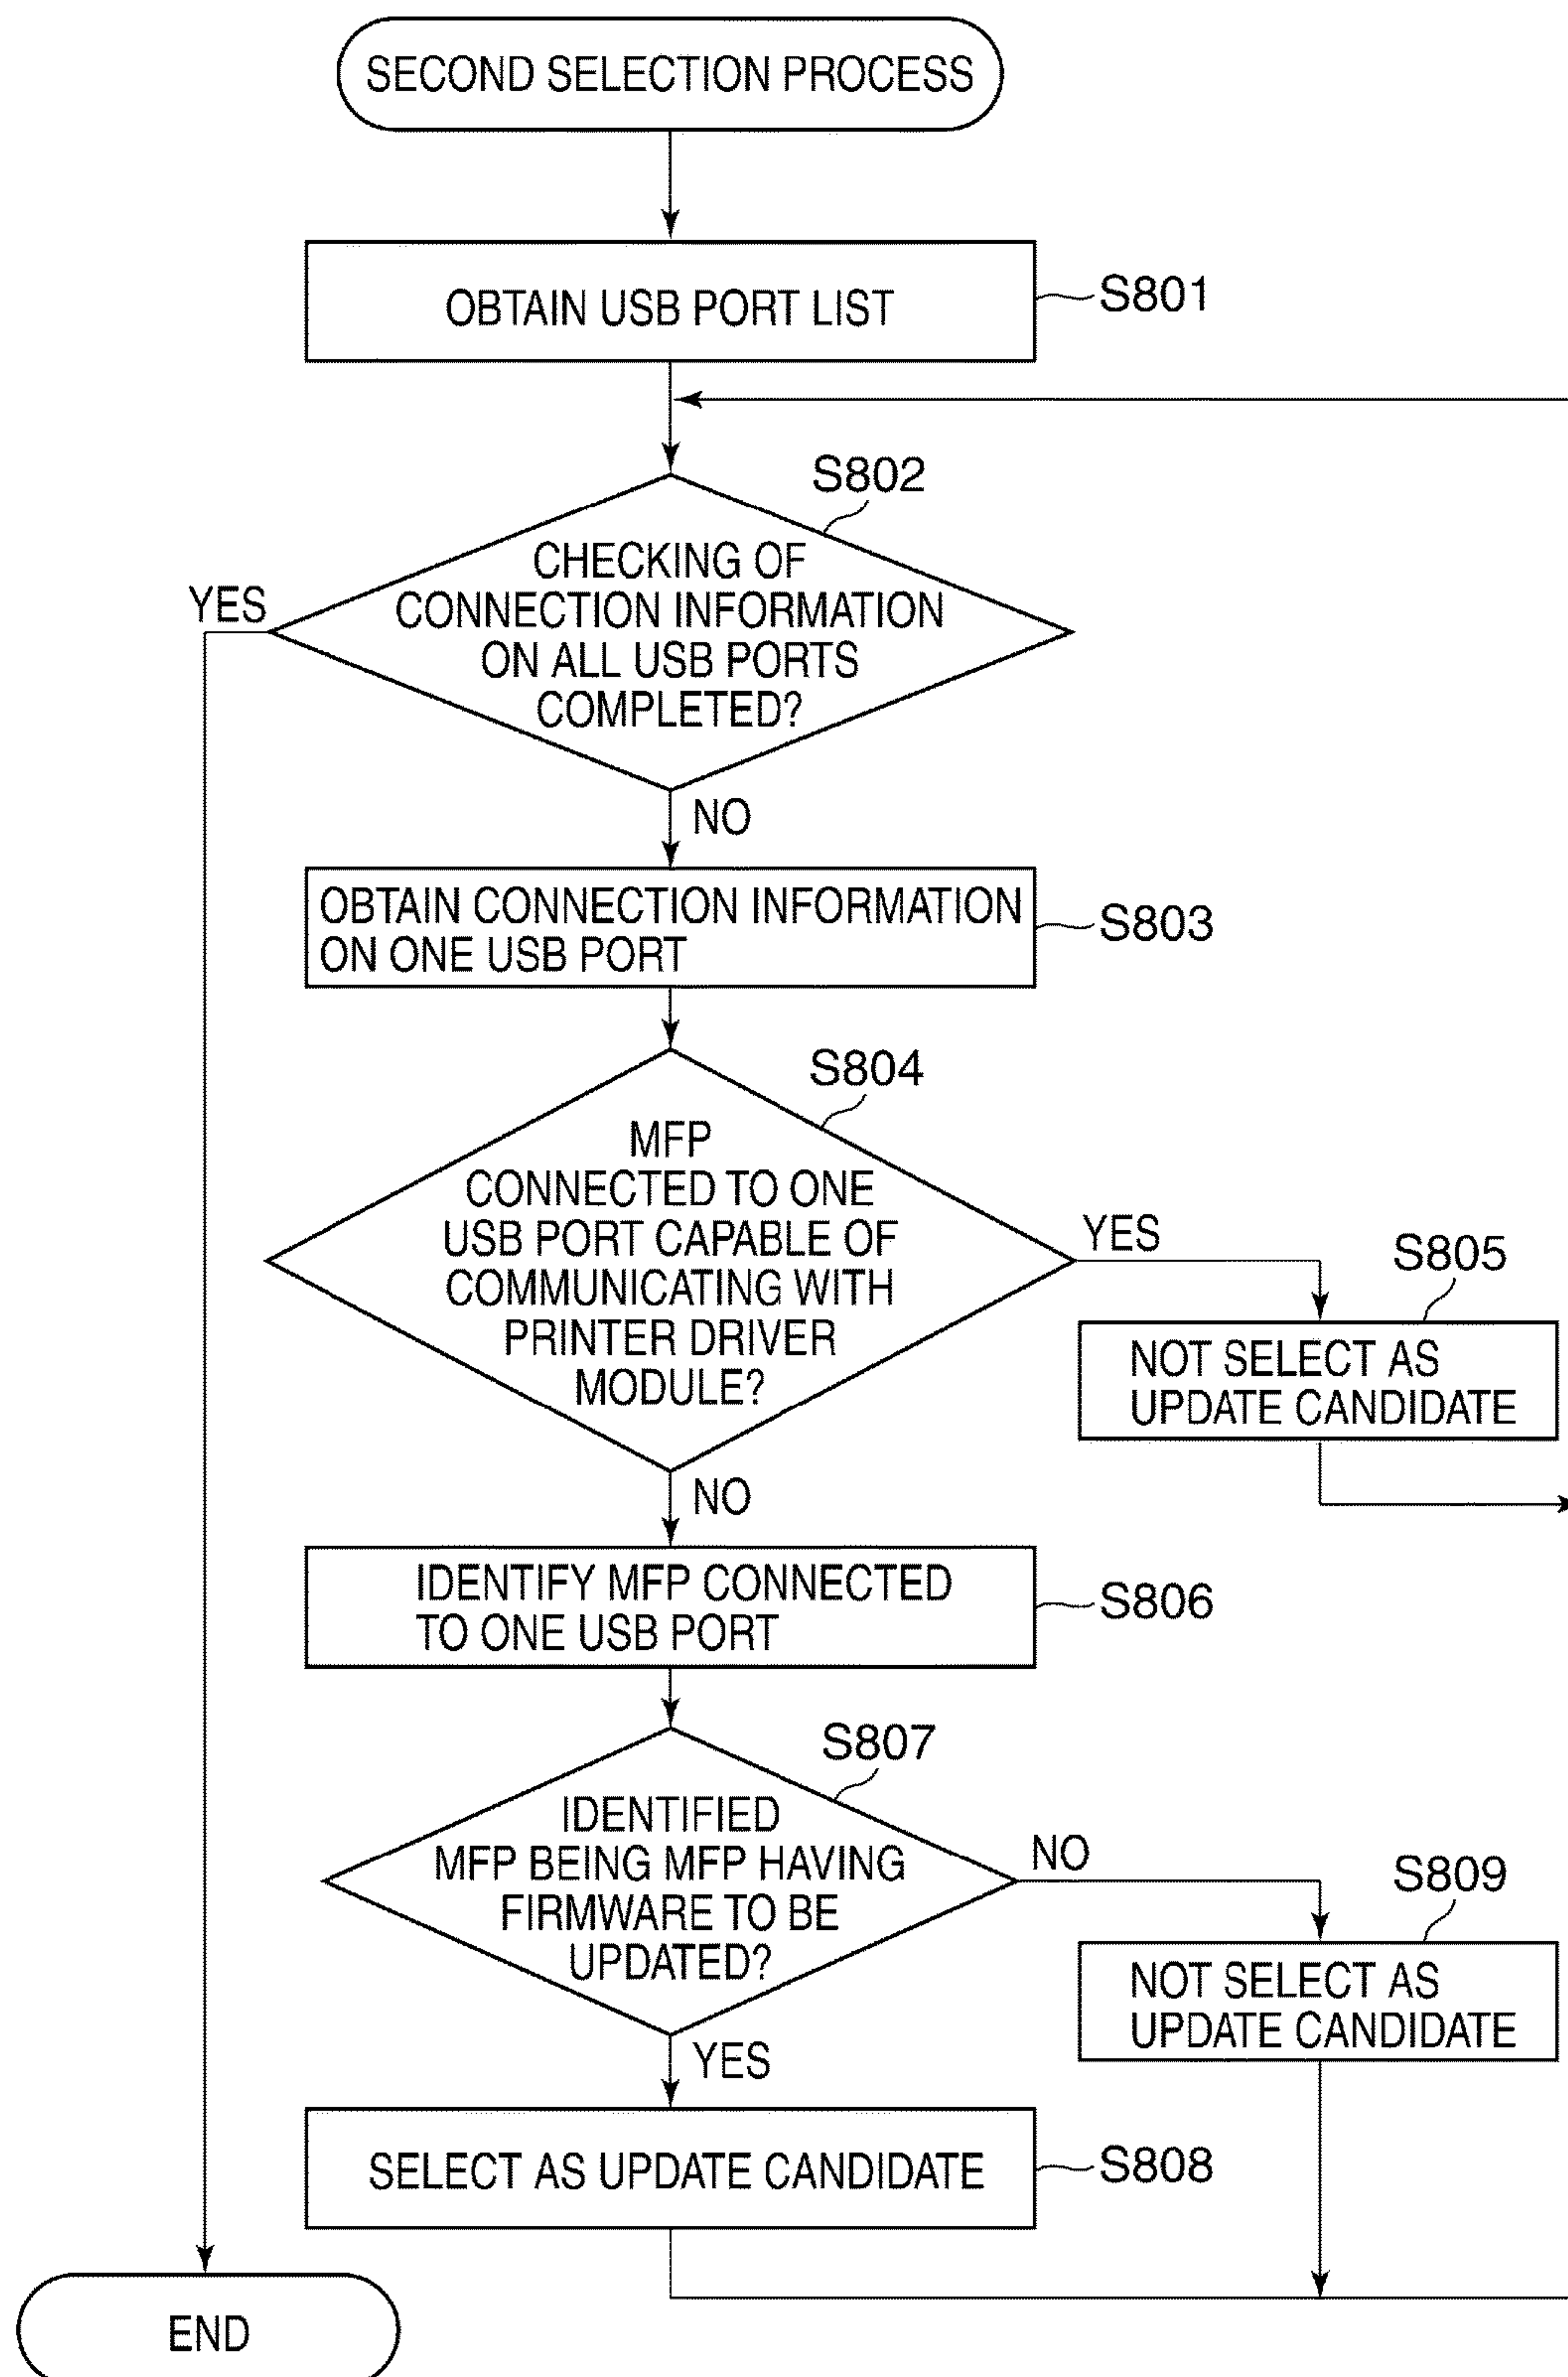 SECOND SELECTION PROCESS
OBTAIN USB PORT LIST
S801
S802
CHECKING OF
CONNECTION INFORMATION
ON ALL USB PORTS
COMPLETED?
YES
NO
OBTAIN CONNECTION INFORMATION
ON ONE USB PORT
S803
S804
MFP
CONNECTED TO ONE
USB PORT CAPABLE OF
COMMUNICATING WITH
PRINTER DRIVER
MODULE?
YES
S805
NOT SELECT AS
UPDATE CANDIDATE
NO
IDENTIFY MFP CONNECTED
TO ONE USB PORT
S806
S807
IDENTIFIED
MFP BEING MFP HAVING
FIRMWARE TO BE
UPDATED?
NO
S809
NOT SELECT AS
UPDATE CANDIDATE
YES
SELECT AS UPDATE CANDIDATE
S808
END